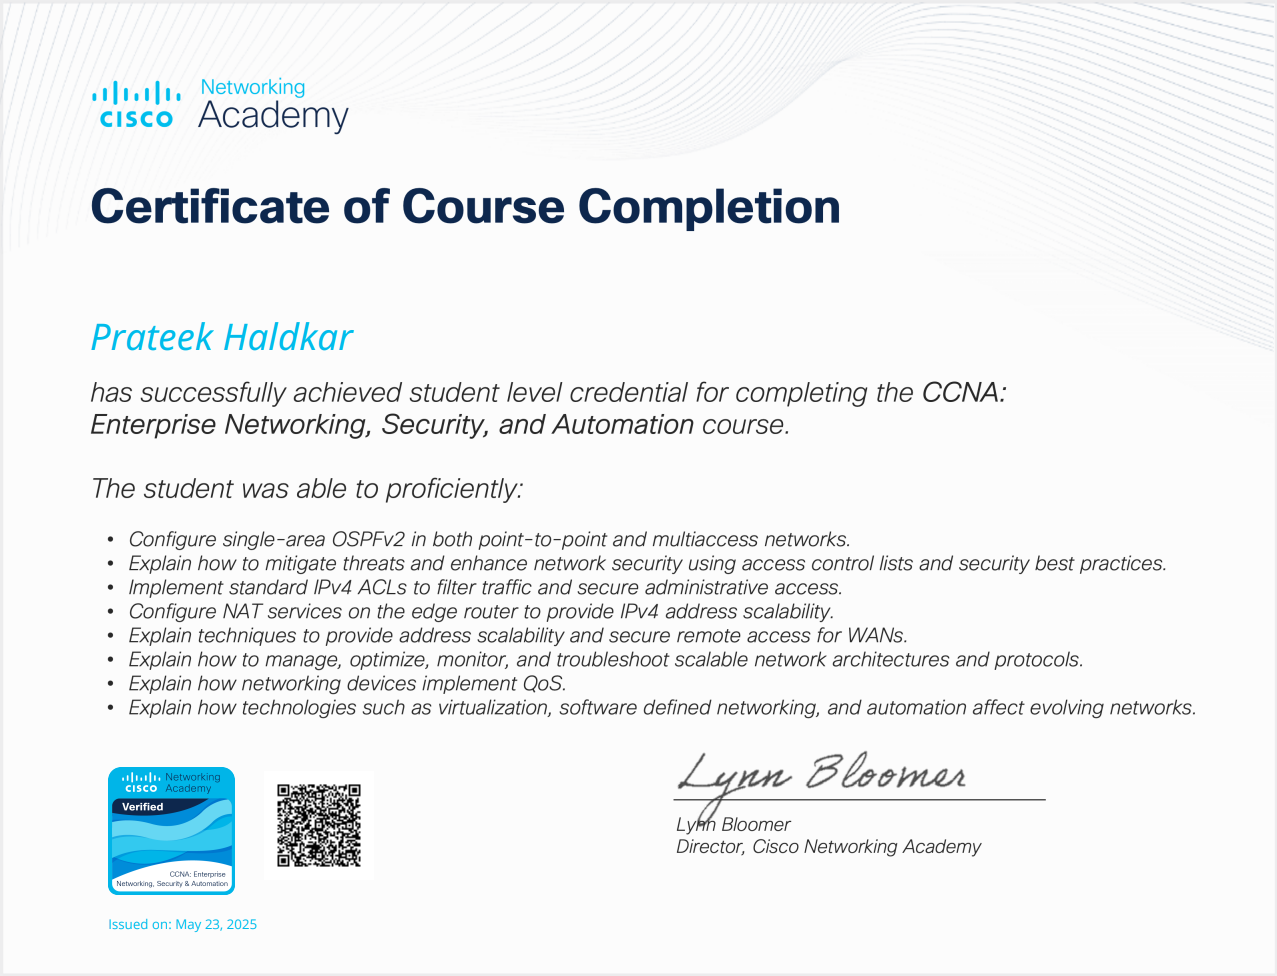 Networking
CISCO Academy
Certificate of Course Completion
Prateek Haldkar
has successfully achieved student level credential for completing the CCNA:
Enterprise Networking, Security, and Automation course.
The student was able to proficiently:
• Configure single-area OSPFv2 in both point-to-point and multiaccess networks.
• Explain how to mitigate threats and enhance network security using access control lists and security best practices.
• Implement standard IPv4 ACLs to filter traffic and secure administrative access.
• Configure NAT services on the edge router to provide IPv4 address scalability.
• Explain techniques to provide address scalability and secure remote access for WANs.
• Explain how to manage, optimize, monitor, and troubleshoot scalable network architectures and protocols.
• Explain how networking devices implement QoS.
• Explain how technologies such as virtualization, software defined networking, and automation affect evolving networks.
Networking
CISCO Academy
Verified
CCNA: Enterprise
Networking, Security & Automation
Lynn Bloomer
Lynn Bloomer
Director, Cisco Networking Academy
Issued on: May 23, 2025